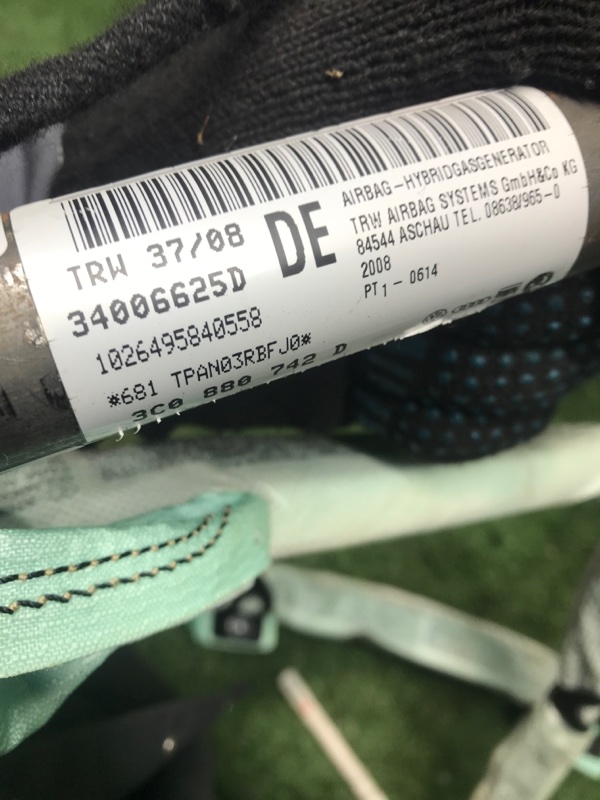 TRW 37/08
34006625D
1026495840558
*681 TPAN03RBFJ0*
3C0 880 742 D
DE
AIRBAG-HYBRIDGASGENERATOR
TRW AIRBAG SYSTEMS GmbH&Co KG
84544 ASCHAU TEL. 08638/965-0
2008
PT1-0614